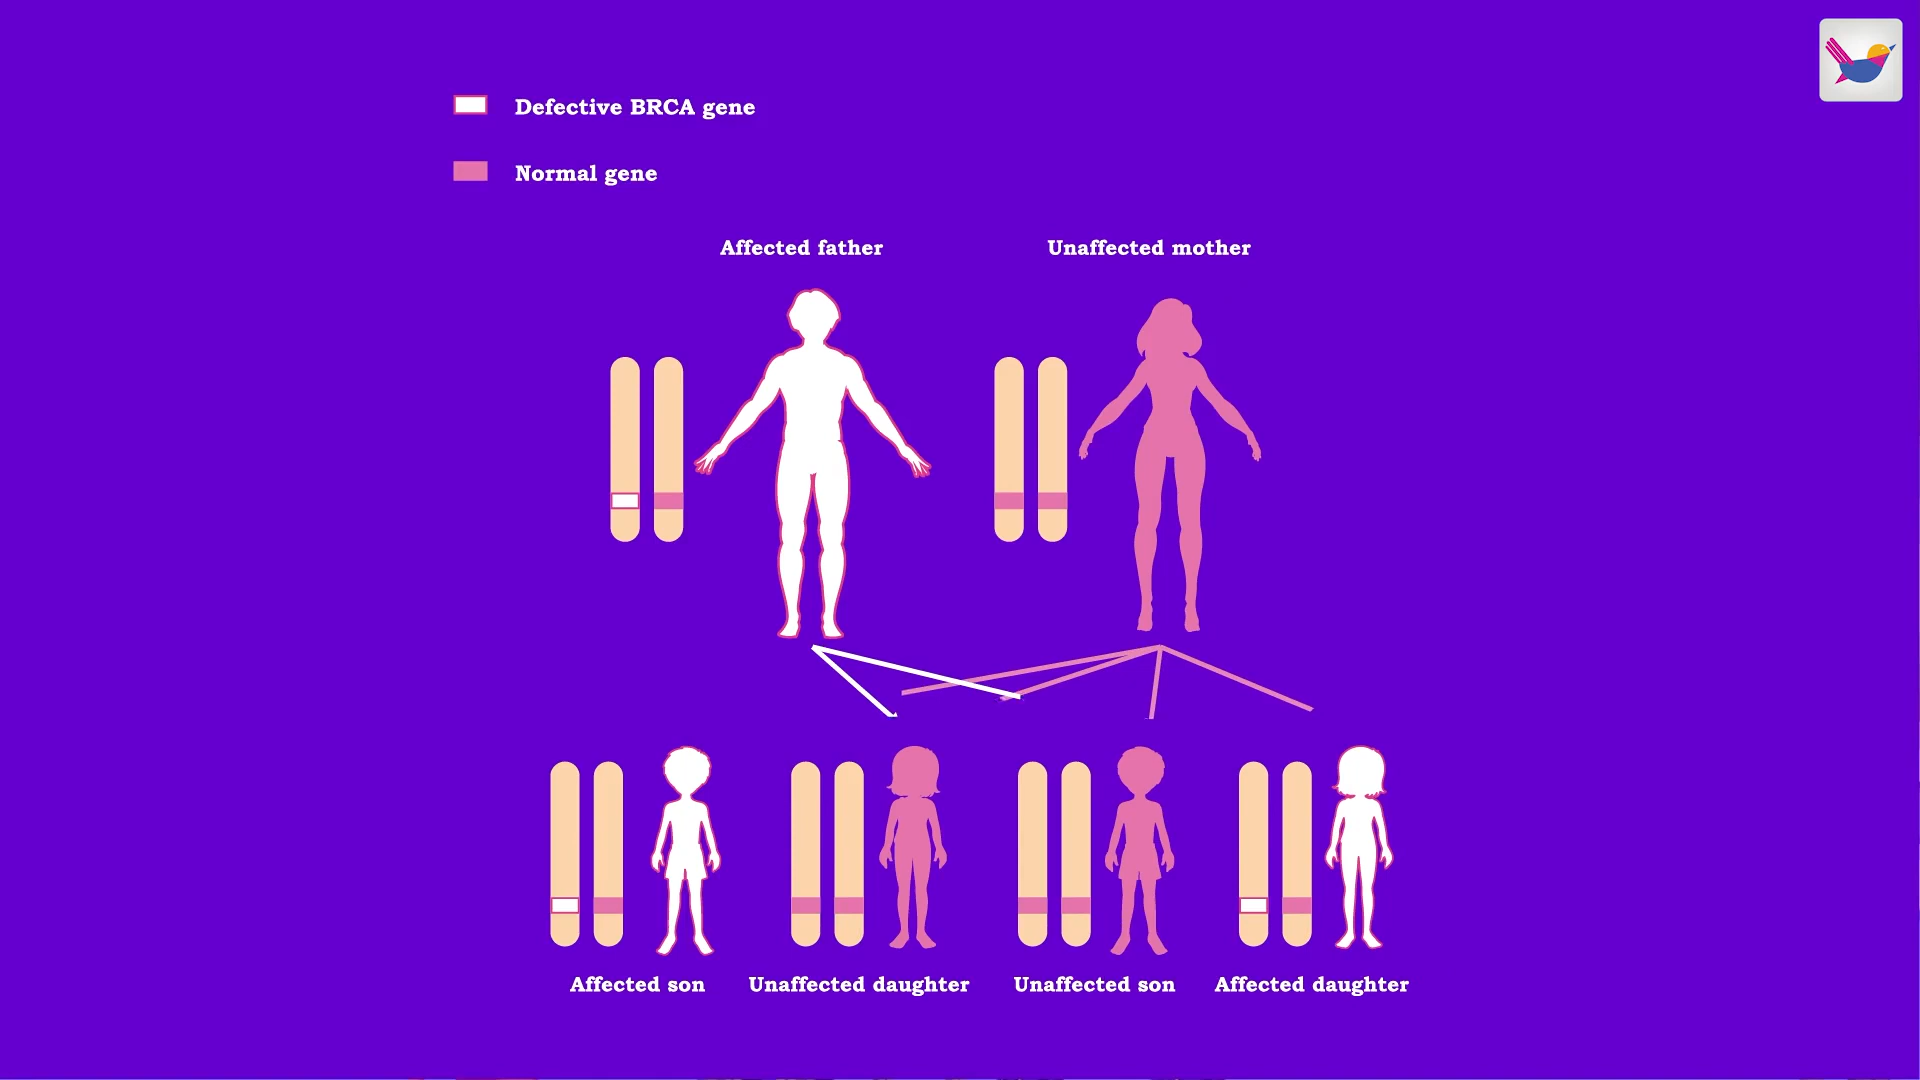 Defective BRCA gene
Normal gene
Affected father
Unaffected mother
Affected son
Unaffected daughter
Unaffected son
Affected daughter